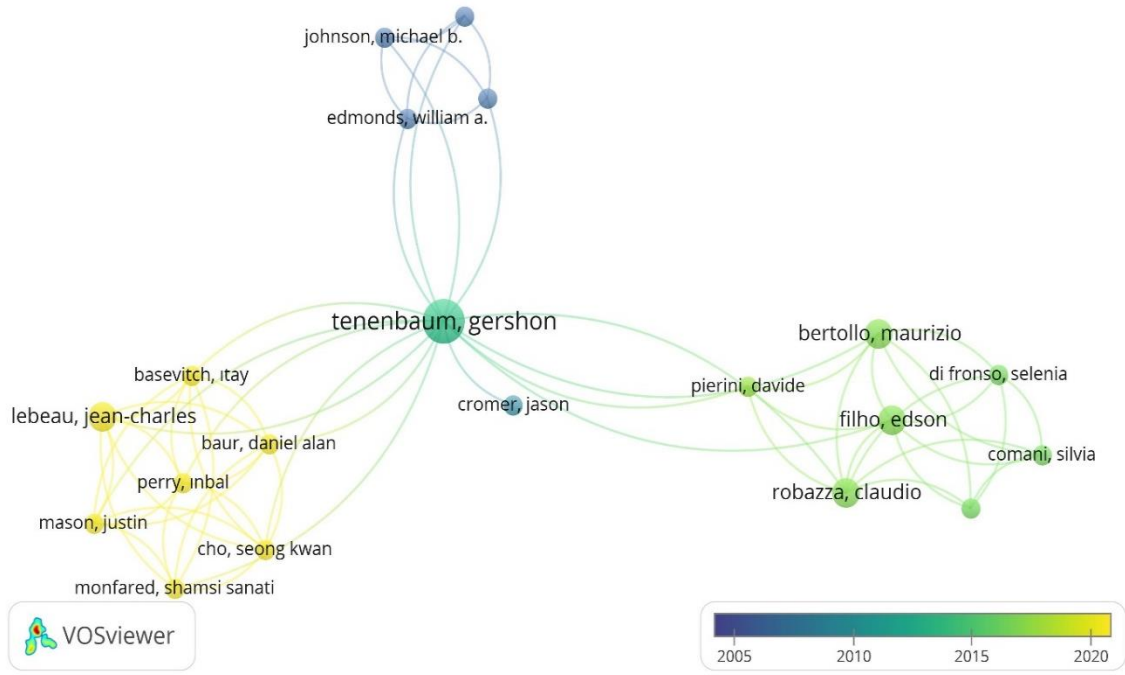 johnson, michael b.
edmonds, william a.
tenenbaum, gershon
bertollo, maurizio
basevitch, ıtay
di fronso, selenia
pierini, davide
lebeau, jean-charles
cromer, jason
filho, edson
baur, daniel alan
comani, silvia
perry, ınbal
robazza, claudio
mason, justin
cho, seong kwan
monfared, shamsi sanati
VOSviewer
2005 2010 2015 2020